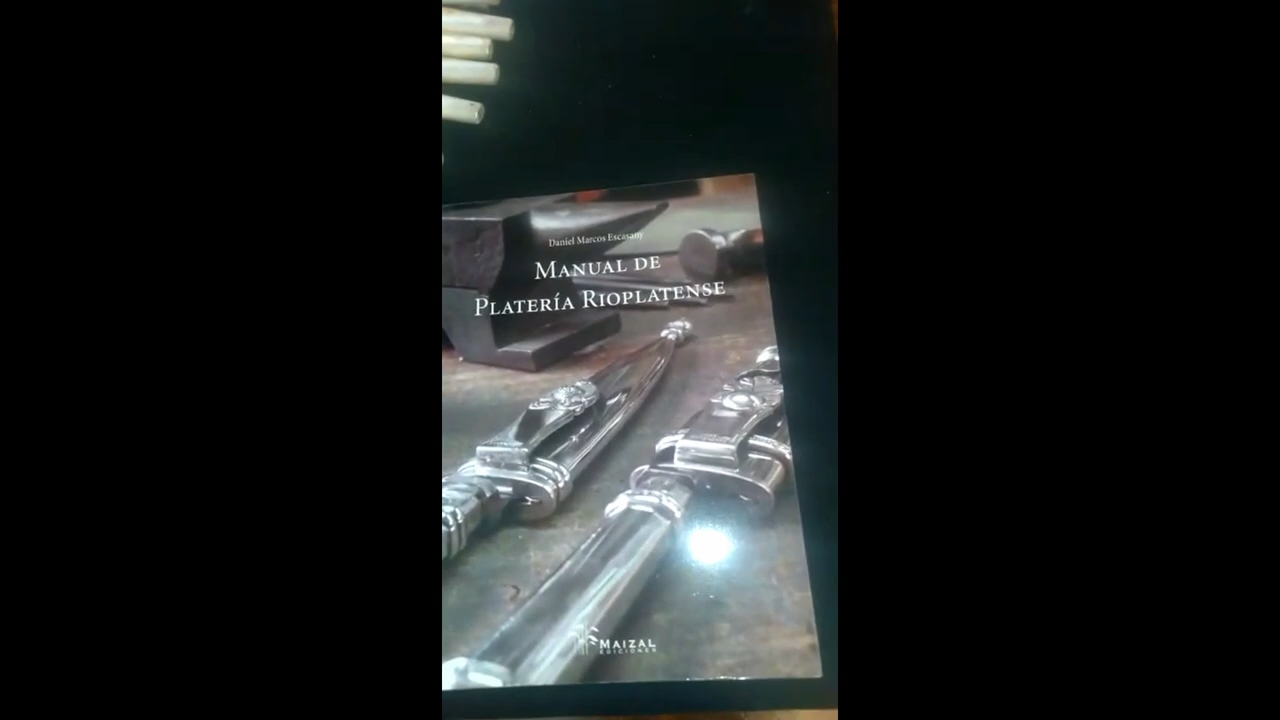 Daniel Marcos Escasany
MANUAL DE
PLATERÍA RIOPLATENSE
MAIZAL
EDICIONES